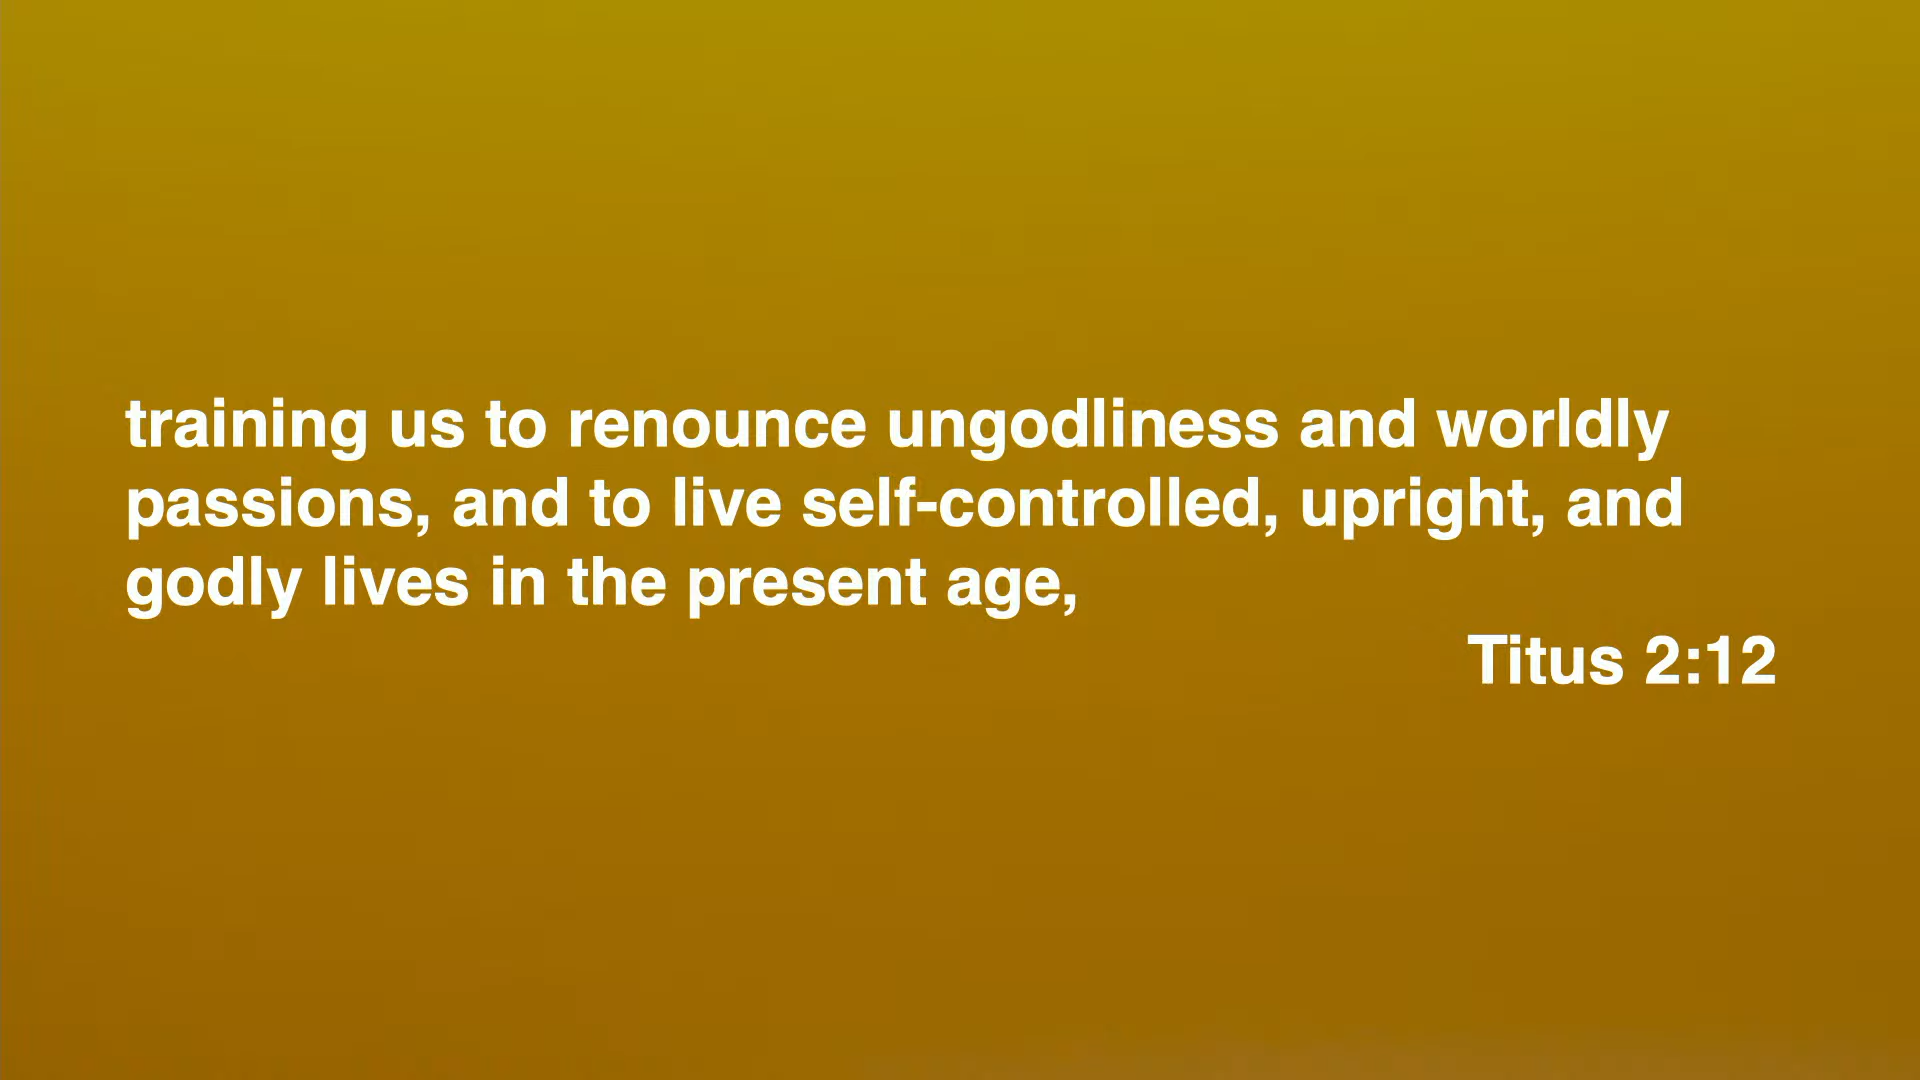 training us to renounce ungodliness and worldly
passions, and to live self-controlled, upright, and
godly lives in the present age,
Titus 2:12